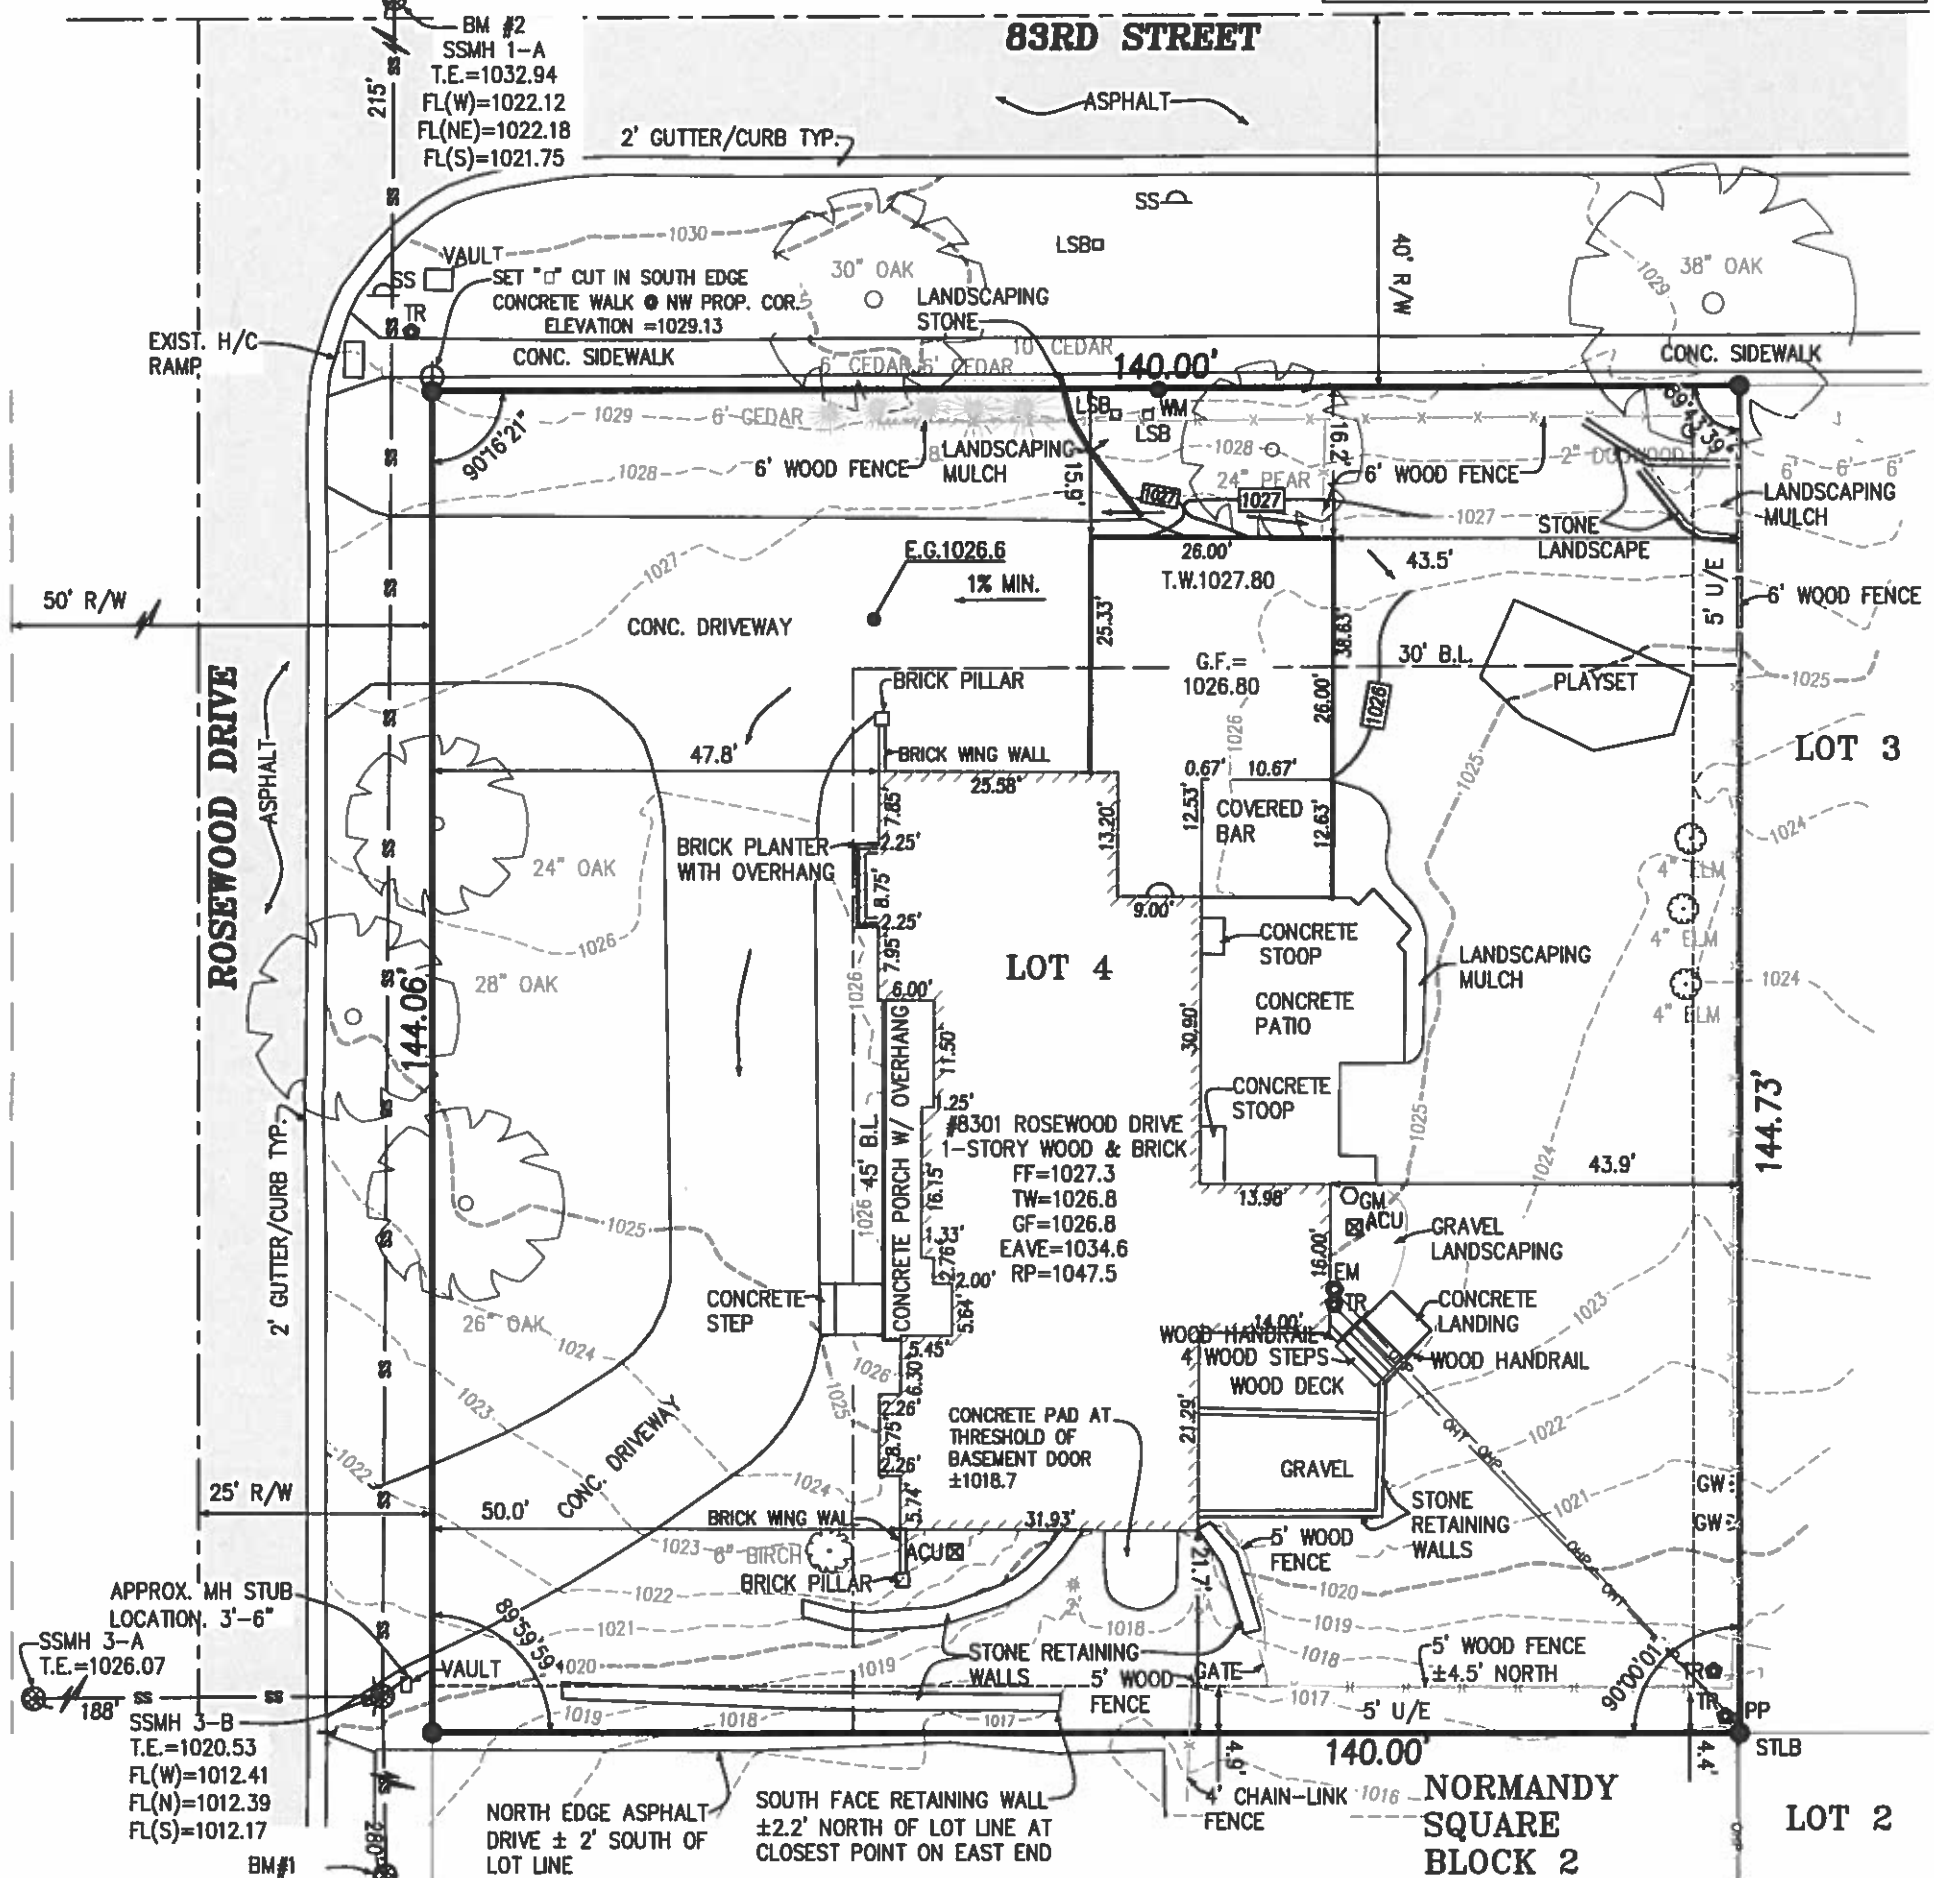 83RD STREET
BM #2
SSMH 1-A
T.E.=1032.94
FL(W)=1022.12
FL(NE)=1022.18
FL(S)=1021.75
215'
SS
ASPHALT
2' GUTTER/CURB TYP.
SS
LSB
40' R/W
1030
30" OAK
38" OAK
1029
VAULT
SS
TR
SET "□" CUT IN SOUTH EDGE
CONCRETE WALK @ NW PROP. COR.
ELEVATION =1029.13
LANDSCAPING
STONE
EXIST. H/C
RAMP
CONC. SIDEWALK
6' CEDAR
6' CEDAR
10' CEDAR
140.00'
CONC. SIDEWALK
90°16'21"
1029
6' CEDAR
LSB
WM
LSB
89°43'39"
1028
6' WOOD FENCE
LANDSCAPING
MULCH
15.9'
1028
24" PEAR
16.2'
6' WOOD FENCE
2" DOGWOOD
6' 6' 6'
LANDSCAPING
MULCH
1027
1027
1027
STONE
LANDSCAPE
1027
E.G.1026.6
1% MIN.
26.00'
T.W.1027.80
43.5'
5' U/E
6' WOOD FENCE
50' R/W
CONC. DRIVEWAY
25.33'
38.63'
G.F.=
1026.80
30' B.L.
26.00'
1026
1026
PLAYSET
1025
BRICK PILLAR
BRICK WING WALL
ROSEWOOD DRIVE
ASPHALT
47.8'
25.58'
7.85'
0.67'
10.67'
1025
LOT 3
13.20'
12.53'
COVERED
BAR
12.63'
1024
24" OAK
BRICK PLANTER
WITH OVERHANG
2.25'
8.75'
2.25'
9.00'
4" ELM
4" ELM
4" ELM
1026
28" OAK
144.06'
7.95'
6.00'
LOT 4
CONCRETE
STOOP
CONCRETE
PATIO
LANDSCAPING
MULCH
1024
1026
30.90'
11.50'
CONCRETE PORCH W/ OVERHANG
45' B.L.
1026
1.25'
CONCRETE
STOOP
1025
144.73'
2' GUTTER/CURB TYP.
#8301 ROSEWOOD DRIVE
1-STORY WOOD & BRICK
FF=1027.3
TW=1026.8
GF=1026.8
EAVE=1034.6
RP=1047.5
16.15'
1.33'
2.76'
2.00'
5.64'
13.98'
1024
43.9'
GM
ACU
GRAVEL
LANDSCAPING
16.00'
1025
EM
TR
CONCRETE
LANDING
1023
26" OAK
CONCRETE
STEP
1024
1026
1025
5.45'
6.30'
2.26'
8.75'
2.26'
5.74'
14.00'
WOOD HANDRAIL
4 WOOD STEPS
WOOD DECK
WOOD HANDRAIL
OHP
OHT
1022
1023
1022
CONC. DRIVEWAY
1024
CONCRETE PAD AT
THRESHOLD OF
BASEMENT DOOR
±1018.7
21.29'
GRAVEL
STONE
RETAINING
WALLS
1021
GW
GW
25' R/W
50.0'
BRICK WING WALL
31.93'
1023
6" BIRCH
ACU
BRICK PILLAR
5' WOOD
FENCE
21.7'
1020
OHP
OHT
1022
APPROX. MH STUB
LOCATION. 3'-6"
89°59'59"
1021
1018
1019
SSMH 3-A
T.E.=1026.07
VAULT
1020
1019
STONE RETAINING
WALLS
5' WOOD
FENCE
GATE
1018
5' WOOD FENCE
±4.5' NORTH
90°00'01"
TR
188'
SSMH 3-B
T.E.=1020.53
FL(W)=1012.41
FL(N)=1012.39
FL(S)=1012.17
1019
1018
1017
1017
5' U/E
TR
PP
STLB
4.9'
140.00'
4.4'
280.0'
BM#1
NORTH EDGE ASPHALT
DRIVE ± 2' SOUTH OF
LOT LINE
SOUTH FACE RETAINING WALL
±2.2' NORTH OF LOT LINE AT
CLOSEST POINT ON EAST END
4' CHAIN-LINK
FENCE
1016
NORMANDY
SQUARE
BLOCK 2
LOT 2
OHP